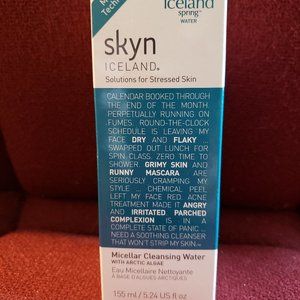 Iceland
spring™
WATER
skyn
ICELAND®
Solutions for Stressed Skin
CALENDAR BOOKED THROUGH
THE END OF THE MONTH.
PERPETUALLY RUNNING ON
FUMES. ROUND-THE-CLOCK
SCHEDULE IS LEAVING MY
FACE DRY AND FLAKY ...
SWAPPED OUT LUNCH FOR
SPIN CLASS. ZERO TIME TO
SHOWER. GRIMY SKIN AND
RUNNY MASCARA ARE
SERIOUSLY CRAMPING MY
STYLE ... CHEMICAL PEEL
LEFT MY FACE RED. ACNE
TREATMENT MADE IT ANGRY
AND IRRITATED. PARCHED
COMPLEXION IS IN A
COMPLETE STATE OF PANIC ...
NEED A SOOTHING CLEANSER
THAT WON'T STRIP MY SKIN...
Micellar Cleansing Water
WITH ARCTIC ALGAE
Eau Micellaire Nettoyante
À BASE D'ALGUES ARCTIQUES
155 ml / 5.24 US fl oz